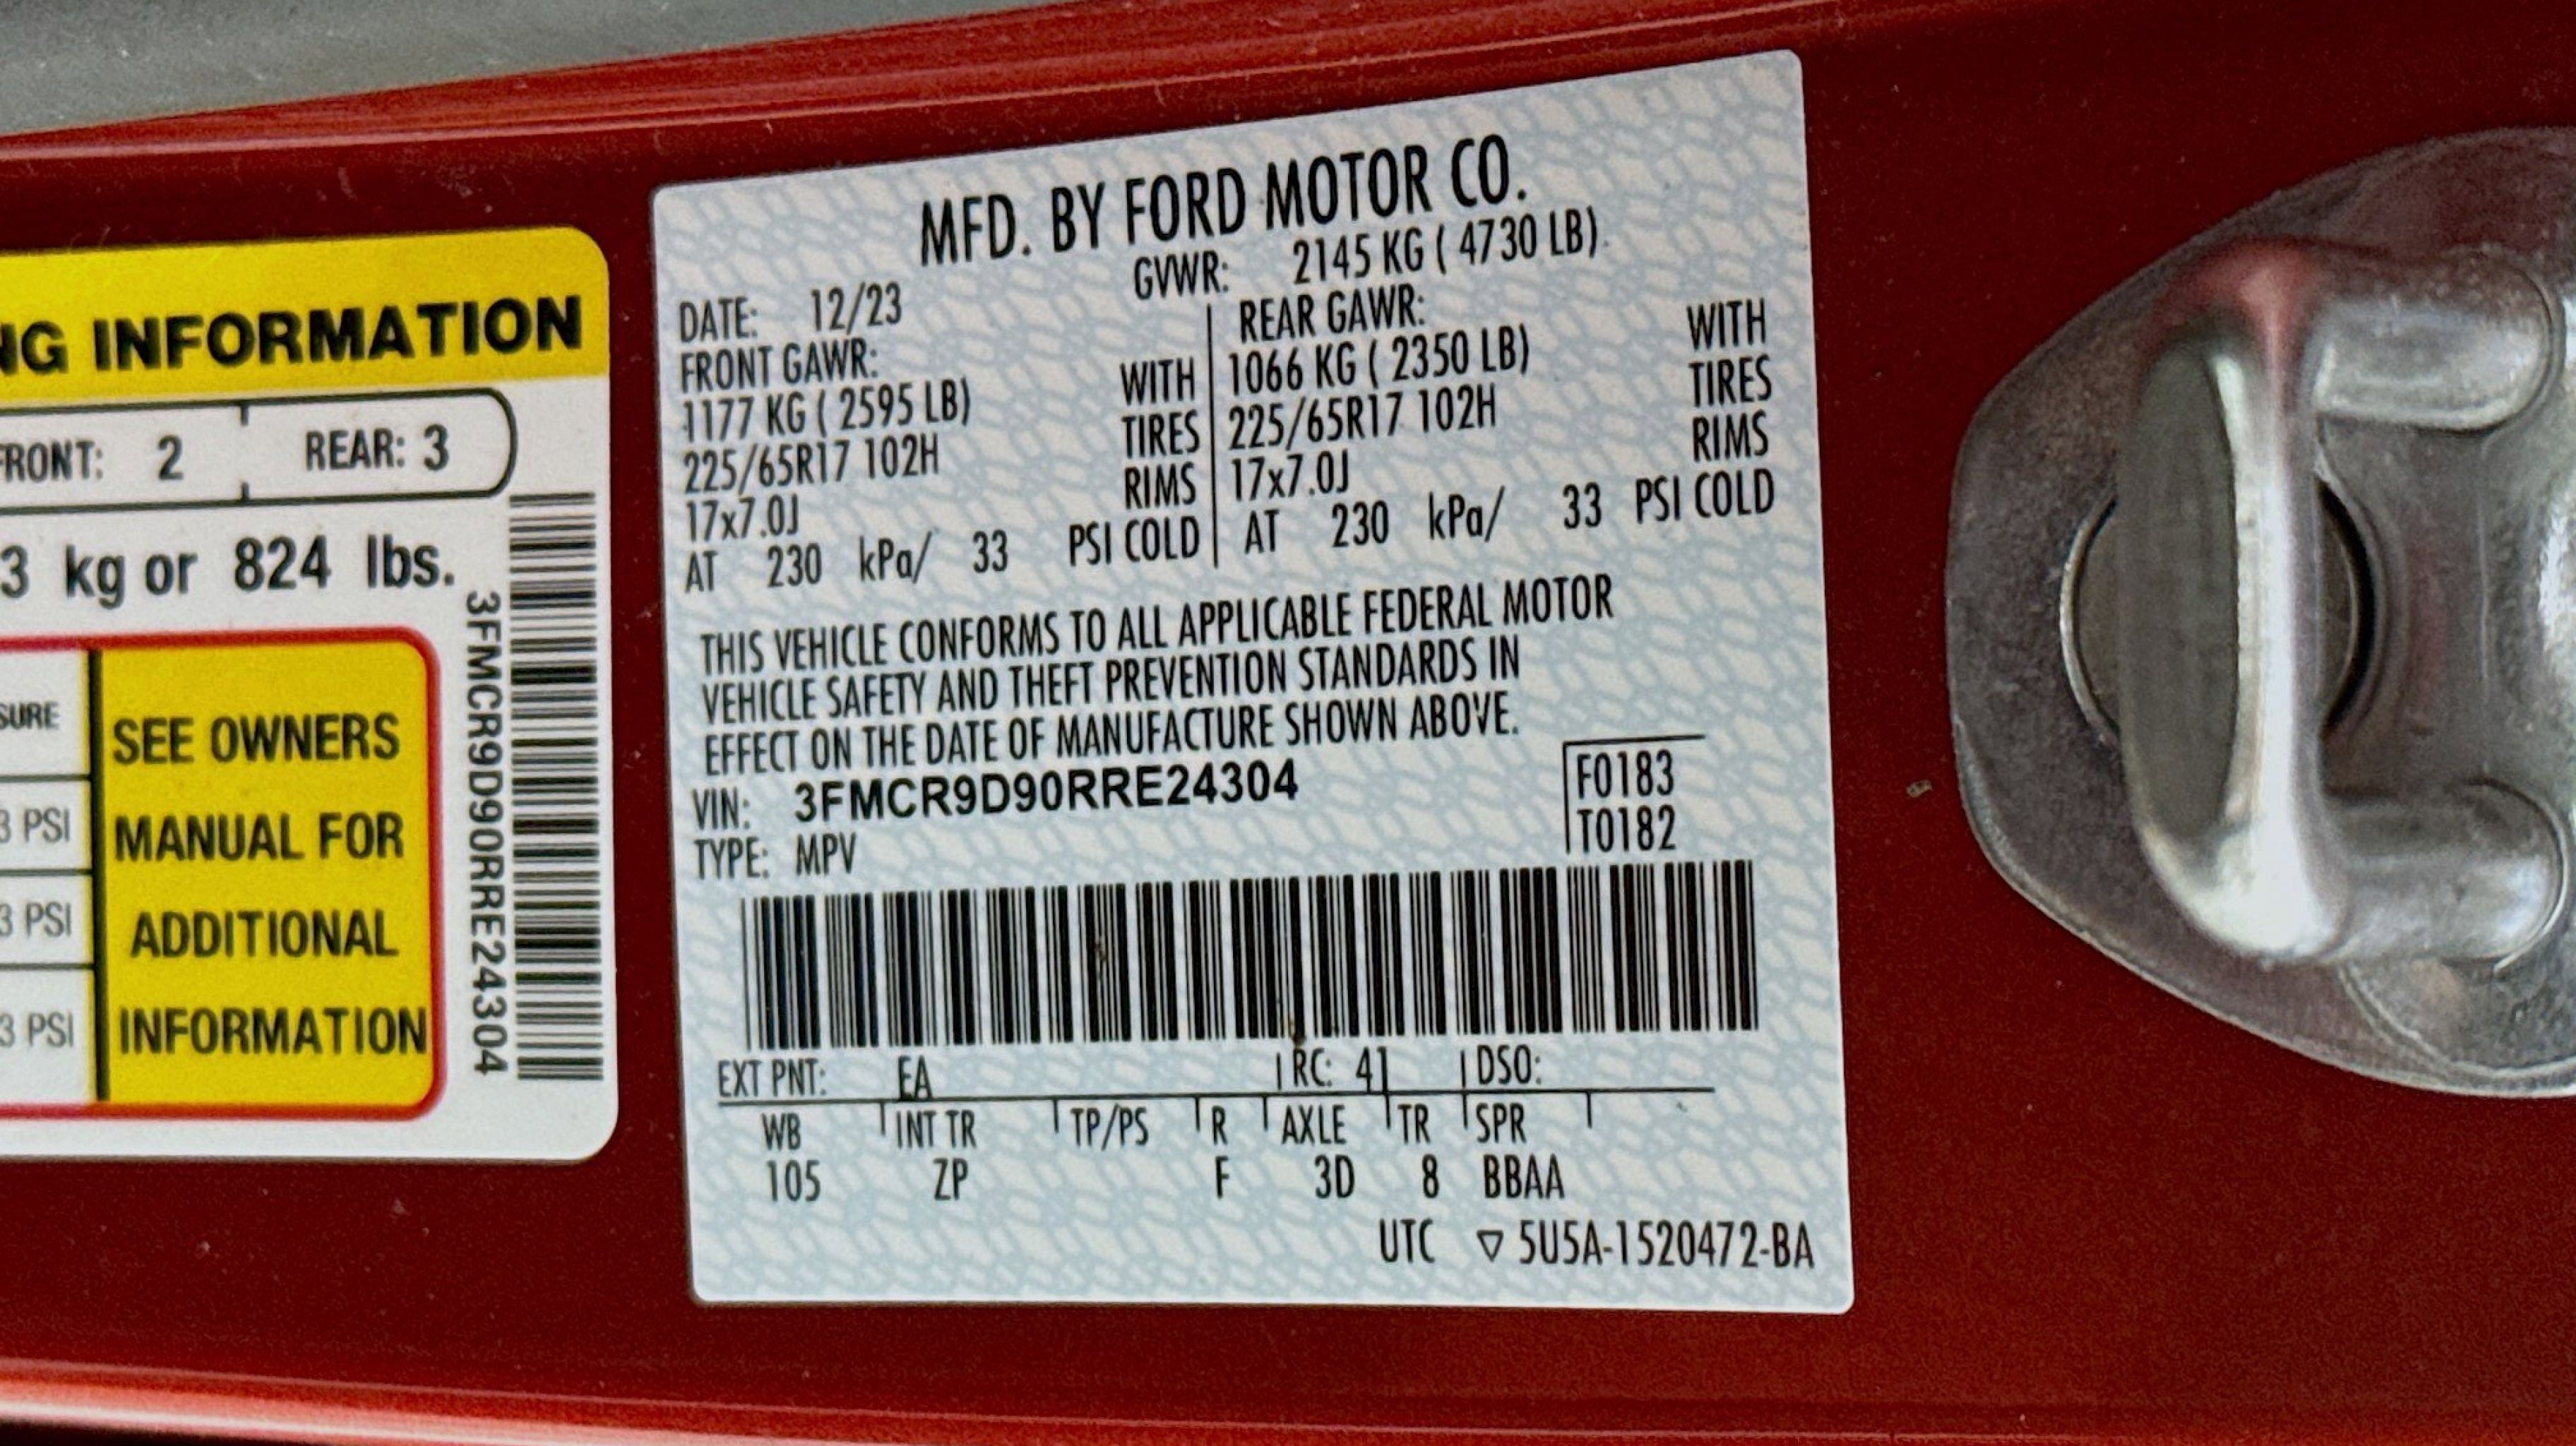 NG INFORMATION
FRONT: 2 REAR: 3
3 kg or 824 lbs.
SURE
3 PSI
3 PSI
3 PSI
SEE OWNERS
MANUAL FOR
ADDITIONAL
INFORMATION
3FMCR9D90RRE24304
MFD. BY FORD MOTOR CO.
DATE: 12/23 GVWR: 2145 KG ( 4730 LB)
FRONT GAWR: REAR GAWR:
1177 KG ( 2595 LB) WITH 1066 KG ( 2350 LB) WITH
225/65R17 102H TIRES 225/65R17 102H TIRES
17x7.0J RIMS 17x7.0J RIMS
AT 230 kPa/ 33 PSI COLD AT 230 kPa/ 33 PSI COLD
THIS VEHICLE CONFORMS TO ALL APPLICABLE FEDERAL MOTOR
VEHICLE SAFETY AND THEFT PREVENTION STANDARDS IN
EFFECT ON THE DATE OF MANUFACTURE SHOWN ABOVE.
VIN: 3FMCR9D90RRE24304 F0183
TYPE: MPV T0182
EXT PNT: EA RC: 41 DSO:
WB INT TR TP/PS R AXLE TR SPR
105 ZP F 3D 8 BBAA
UTC ▽ 5U5A-1520472-BA